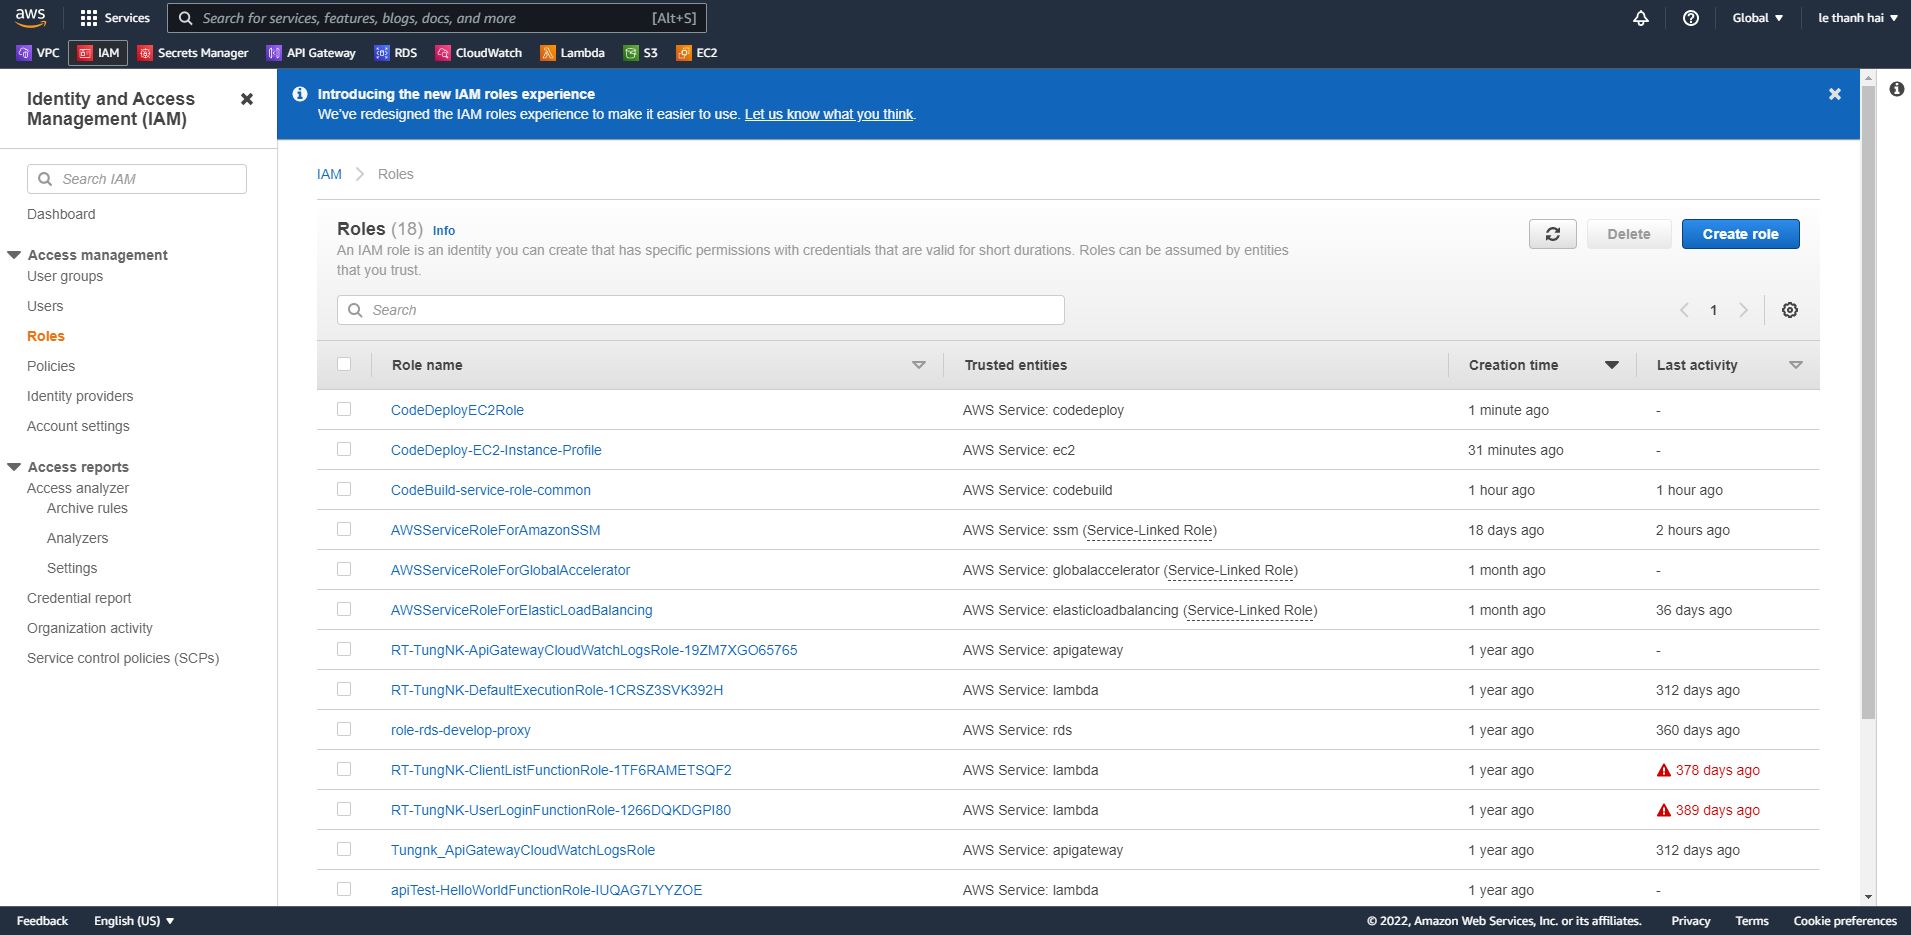 aws
Services
Search for services, features, blogs, docs, and more
[Alt+S]
Global ▼
le thanh hai ▼
VPC
IAM
Secrets Manager
API Gateway
RDS
CloudWatch
Lambda
S3
EC2
Identity and Access
Management (IAM)
Search IAM
Dashboard
Access management
User groups
Users
Roles
Policies
Identity providers
Account settings
Access reports
Access analyzer
Archive rules
Analyzers
Settings
Credential report
Organization activity
Service control policies (SCPs)
Introducing the new IAM roles experience
We've redesigned the IAM roles experience to make it easier to use. Let us know what you think.
IAM > Roles
Roles (18) Info
An IAM role is an identity you can create that has specific permissions with credentials that are valid for short durations. Roles can be assumed by entities
that you trust.
Delete
Create role
Search
1
Role name Trusted entities Creation time Last activity
CodeDeployEC2Role AWS Service: codedeploy 1 minute ago -
CodeDeploy-EC2-Instance-Profile AWS Service: ec2 31 minutes ago -
CodeBuild-service-role-common AWS Service: codebuild 1 hour ago 1 hour ago
AWSServiceRoleForAmazonSSM AWS Service: ssm (Service-Linked Role) 18 days ago 2 hours ago
AWSServiceRoleForGlobalAccelerator AWS Service: globalaccelerator (Service-Linked Role) 1 month ago -
AWSServiceRoleForElasticLoadBalancing AWS Service: elasticloadbalancing (Service-Linked Role) 1 month ago 36 days ago
RT-TungNK-ApiGatewayCloudWatchLogsRole-19ZM7XGO65765 AWS Service: apigateway 1 year ago -
RT-TungNK-DefaultExecutionRole-1CRSZ3SVK392H AWS Service: lambda 1 year ago 312 days ago
role-rds-develop-proxy AWS Service: rds 1 year ago 360 days ago
RT-TungNK-ClientListFunctionRole-1TF6RAMETSQF2 AWS Service: lambda 1 year ago 378 days ago
RT-TungNK-UserLoginFunctionRole-1266DQKDGPI80 AWS Service: lambda 1 year ago 389 days ago
Tungnk_ApiGatewayCloudWatchLogsRole AWS Service: apigateway 1 year ago 312 days ago
apiTest-HelloWorldFunctionRole-IUQAG7LYYZOE AWS Service: lambda 1 year ago -
Feedback
English (US) ▼
© 2022, Amazon Web Services, Inc. or its affiliates.
Privacy
Terms
Cookie preferences